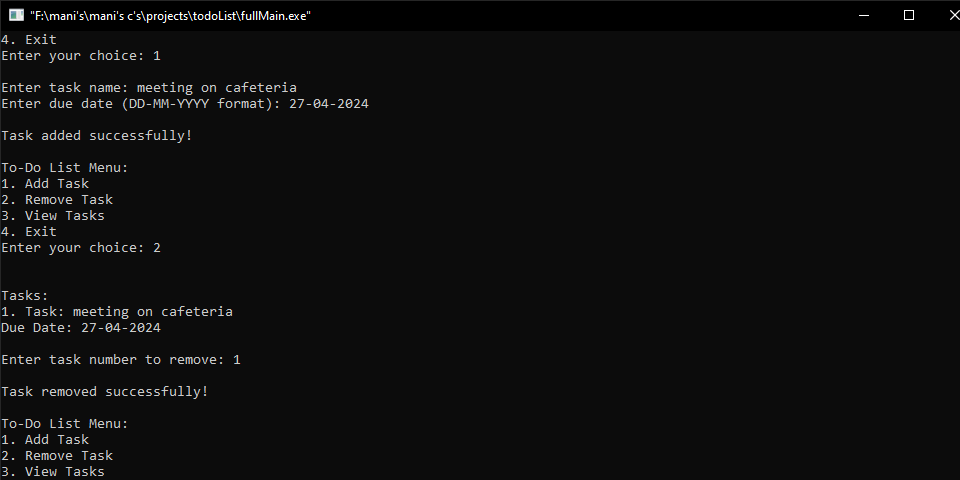 "F:\mani's\mani's c's\projects\todoList\fullMain.exe"
4. Exit
Enter your choice: 1
Enter task name: meeting on cafeteria
Enter due date (DD-MM-YYYY format): 27-04-2024
Task added successfully!
To-Do List Menu:
1. Add Task
2. Remove Task
3. View Tasks
4. Exit
Enter your choice: 2
Tasks:
1. Task: meeting on cafeteria
Due Date: 27-04-2024
Enter task number to remove: 1
Task removed successfully!
To-Do List Menu:
1. Add Task
2. Remove Task
3. View Tasks